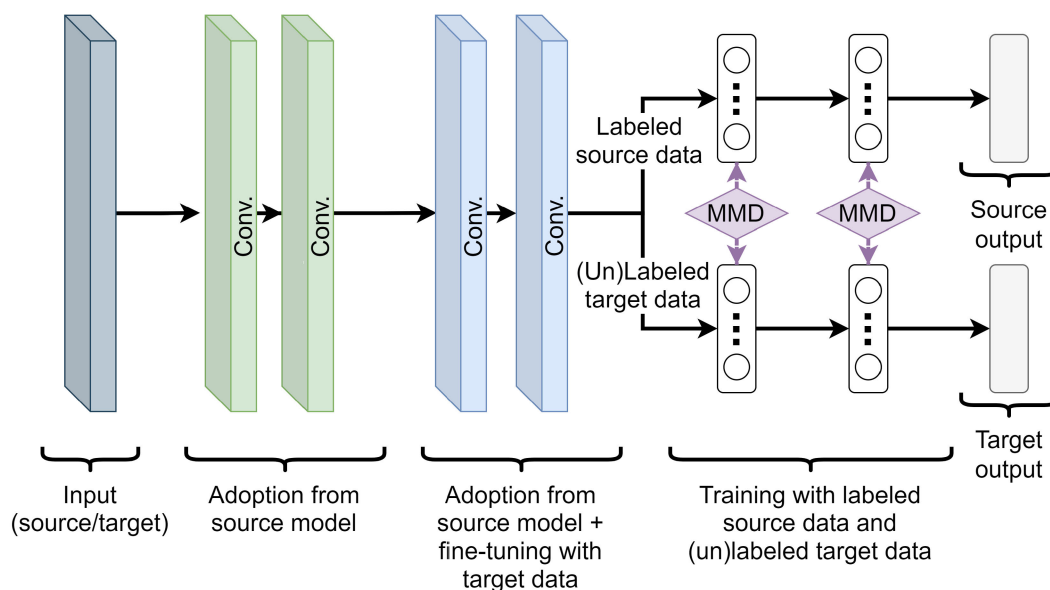 Conv.
Conv.
Conv.
Conv.
Labeled
source data
(Un)Labeled
target data
MMD
MMD
Source
output
Target
output
Input
(source/target)
Adoption from
source model
Adoption from
source model +
fine-tuning with
target data
Training with labeled
source data and
(un)labeled target data